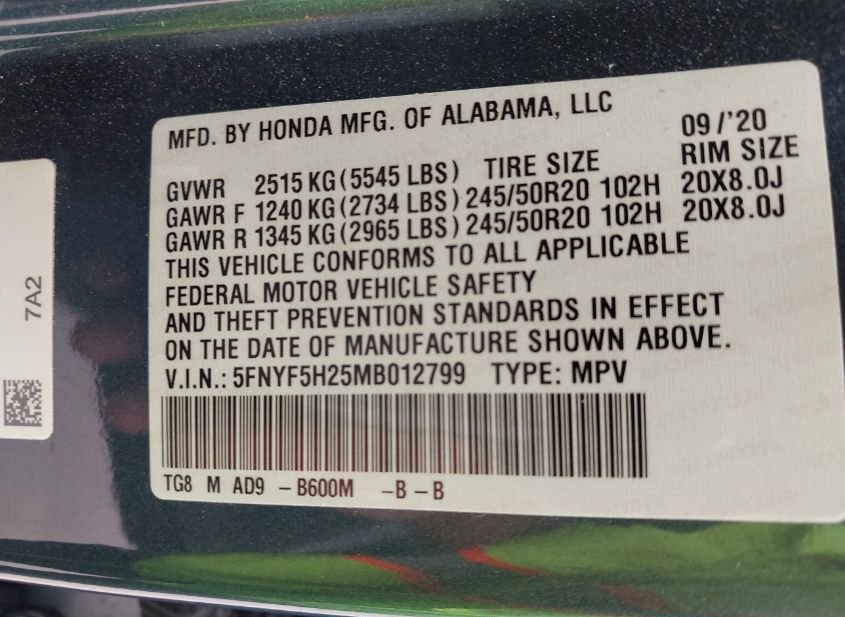 MFD. BY HONDA MFG. OF ALABAMA, LLC
09/'20
GVWR 2515 KG (5545 LBS) TIRE SIZE RIM SIZE
GAWR F 1240 KG (2734 LBS) 245/50R20 102H 20X8.0J
GAWR R 1345 KG (2965 LBS) 245/50R20 102H 20X8.0J
THIS VEHICLE CONFORMS TO ALL APPLICABLE
FEDERAL MOTOR VEHICLE SAFETY
AND THEFT PREVENTION STANDARDS IN EFFECT
ON THE DATE OF MANUFACTURE SHOWN ABOVE.
V.I.N.: 5FNYF5H25MB012799 TYPE: MPV
TG8 M AD9 – B600M –B – B
7A2